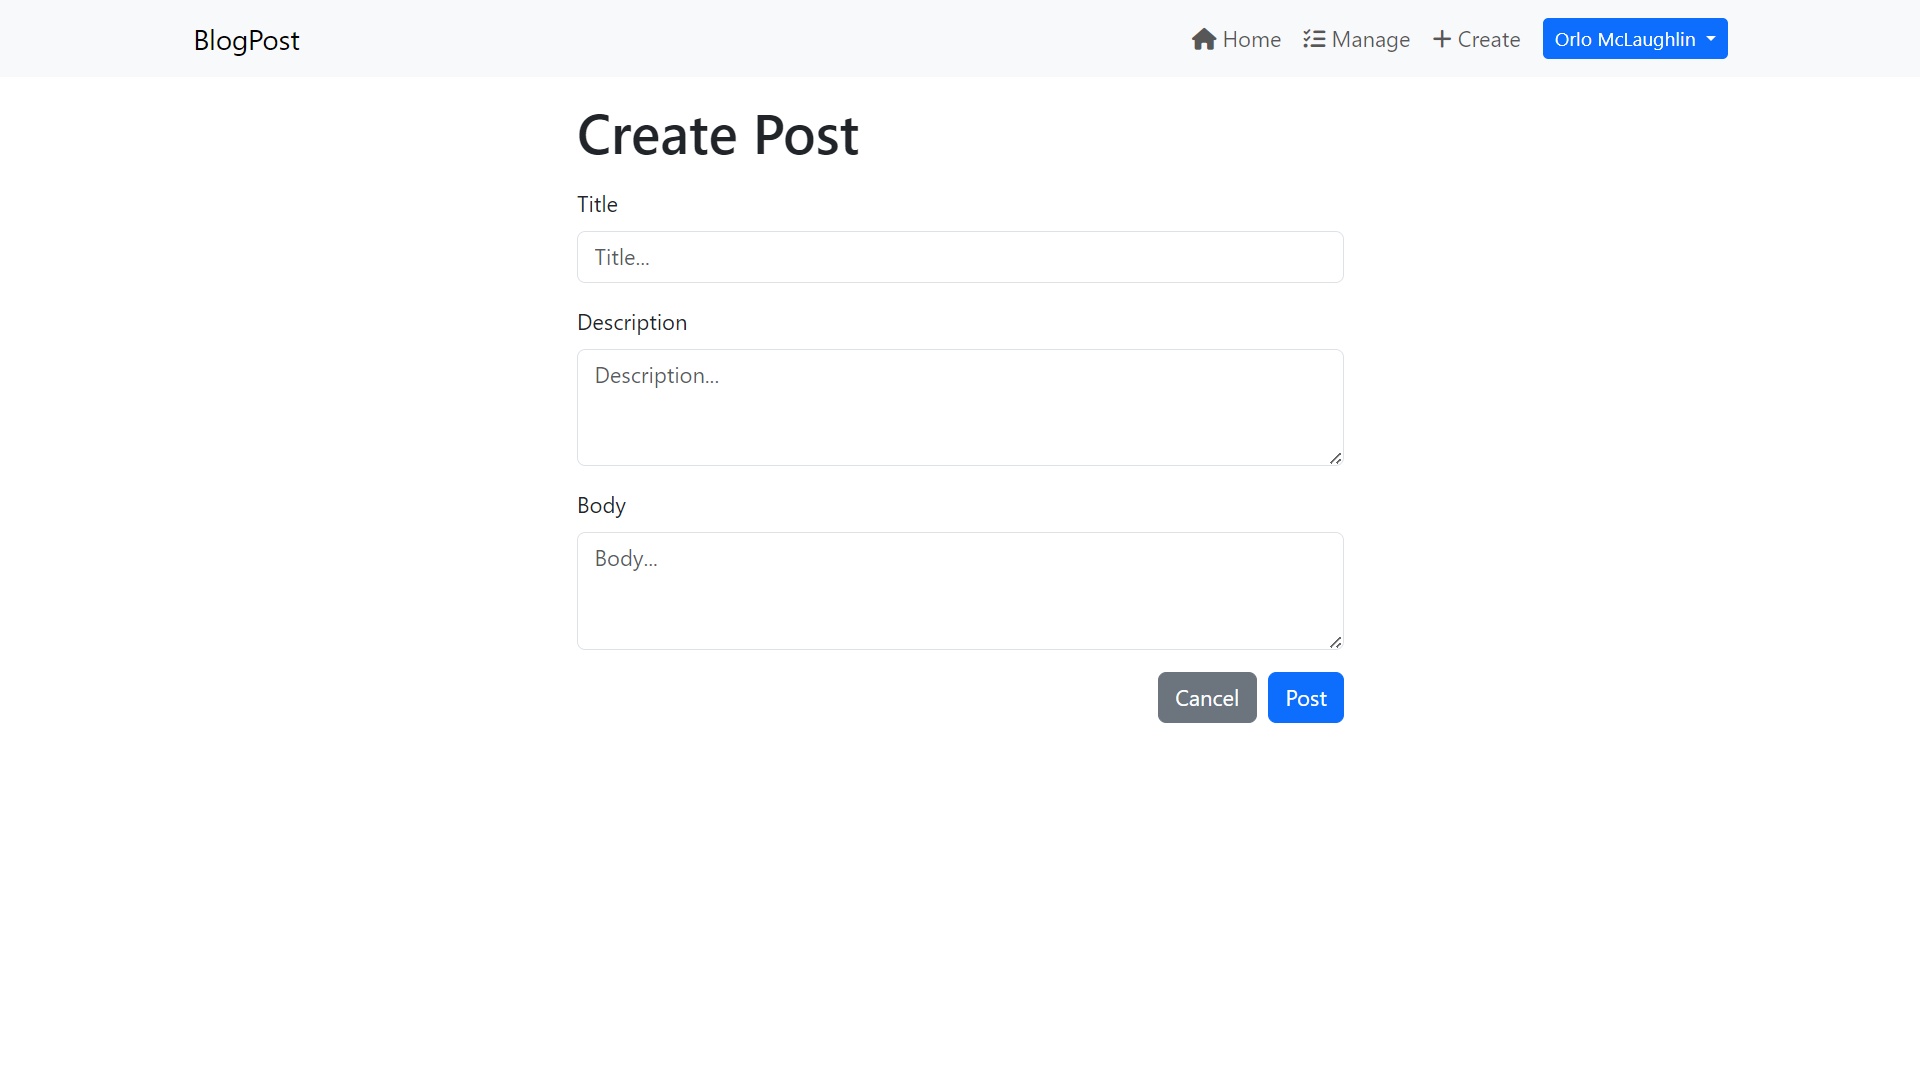 BlogPost
Home Manage Create Orlo McLaughlin
Create Post
Title
Title...
Description
Description...
Body
Body...
Cancel Post